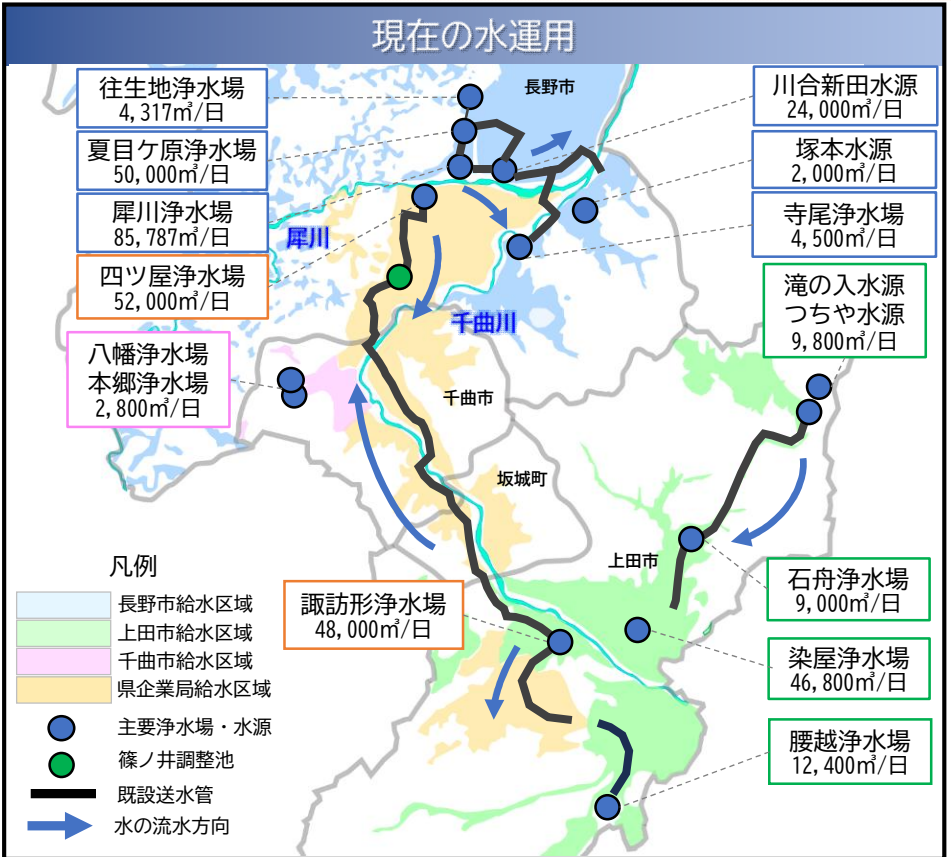 現在の水運用
往生地浄水場
4,317㎥/日
夏目ケ原浄水場
50,000㎥/日
犀川浄水場
85,787㎥/日
四ツ屋浄水場
52,000㎥/日
八幡浄水場
本郷浄水場
2,800㎥/日
長野市
犀川
千曲川
千曲市
坂城町
上田市
川合新田水源
24,000㎥/日
塚本水源
2,000㎥/日
寺尾浄水場
4,500㎥/日
滝の入水源
つちや水源
9,800㎥/日
諏訪形浄水場
48,000㎥/日
石舟浄水場
9,000㎥/日
染屋浄水場
46,800㎥/日
腰越浄水場
12,400㎥/日
凡例
長野市給水区域
上田市給水区域
千曲市給水区域
県企業局給水区域
主要浄水場・水源
篠ノ井調整池
既設送水管
水の流水方向